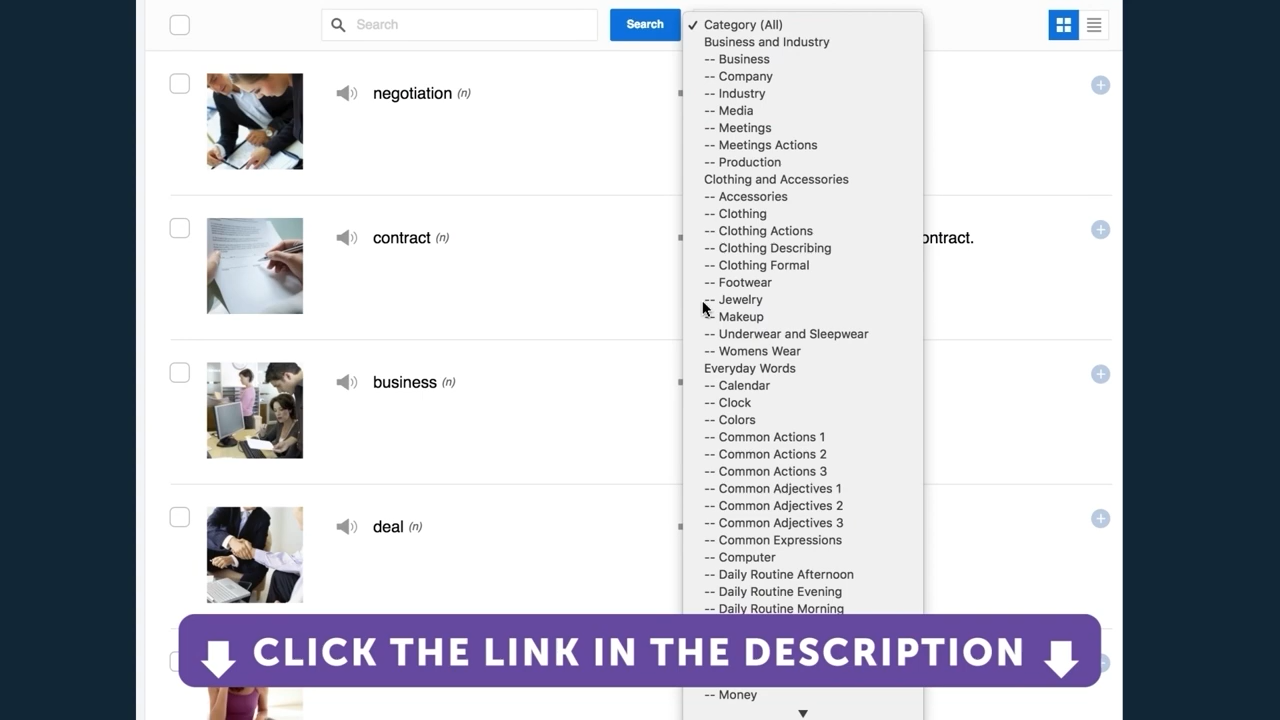 Search
Search
✓ Category (All)
Business and Industry
-- Business
-- Company
-- Industry
-- Media
-- Meetings
-- Meetings Actions
-- Production
Clothing and Accessories
-- Accessories
-- Clothing
-- Clothing Actions
-- Clothing Describing
-- Clothing Formal
-- Footwear
-- Jewelry
-- Makeup
-- Underwear and Sleepwear
-- Womens Wear
Everyday Words
-- Calendar
-- Clock
-- Colors
-- Common Actions 1
-- Common Actions 2
-- Common Actions 3
-- Common Adjectives 1
-- Common Adjectives 2
-- Common Adjectives 3
-- Common Expressions
-- Computer
-- Daily Routine Afternoon
-- Daily Routine Evening
-- Daily Routine Morning
-- Money
negotiation (n)
contract (n)
ontract.
business (n)
deal (n)
CLICK THE LINK IN THE DESCRIPTION